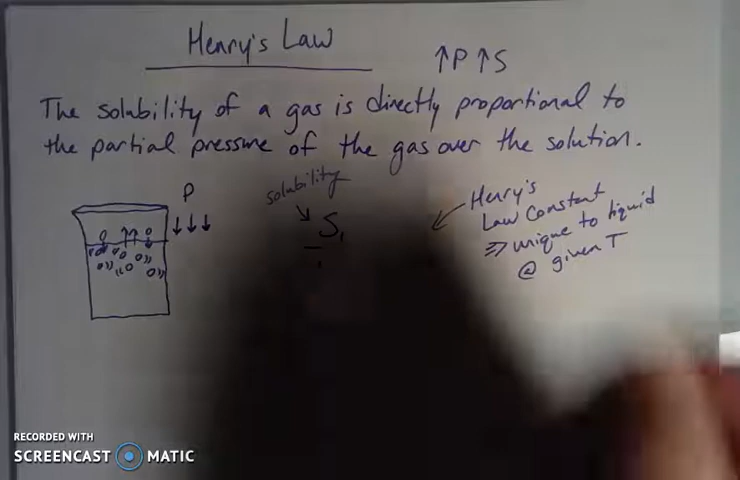 Henry's Law
↑P ↑S
The solubility of a gas is directly proportional to
the partial pressure of the gas over the solution.
P
solubility
S₁
Henry's
Law Constant
⇒ unique to liquid
@ given T
RECORDED WITH
SCREENCAST MATIC